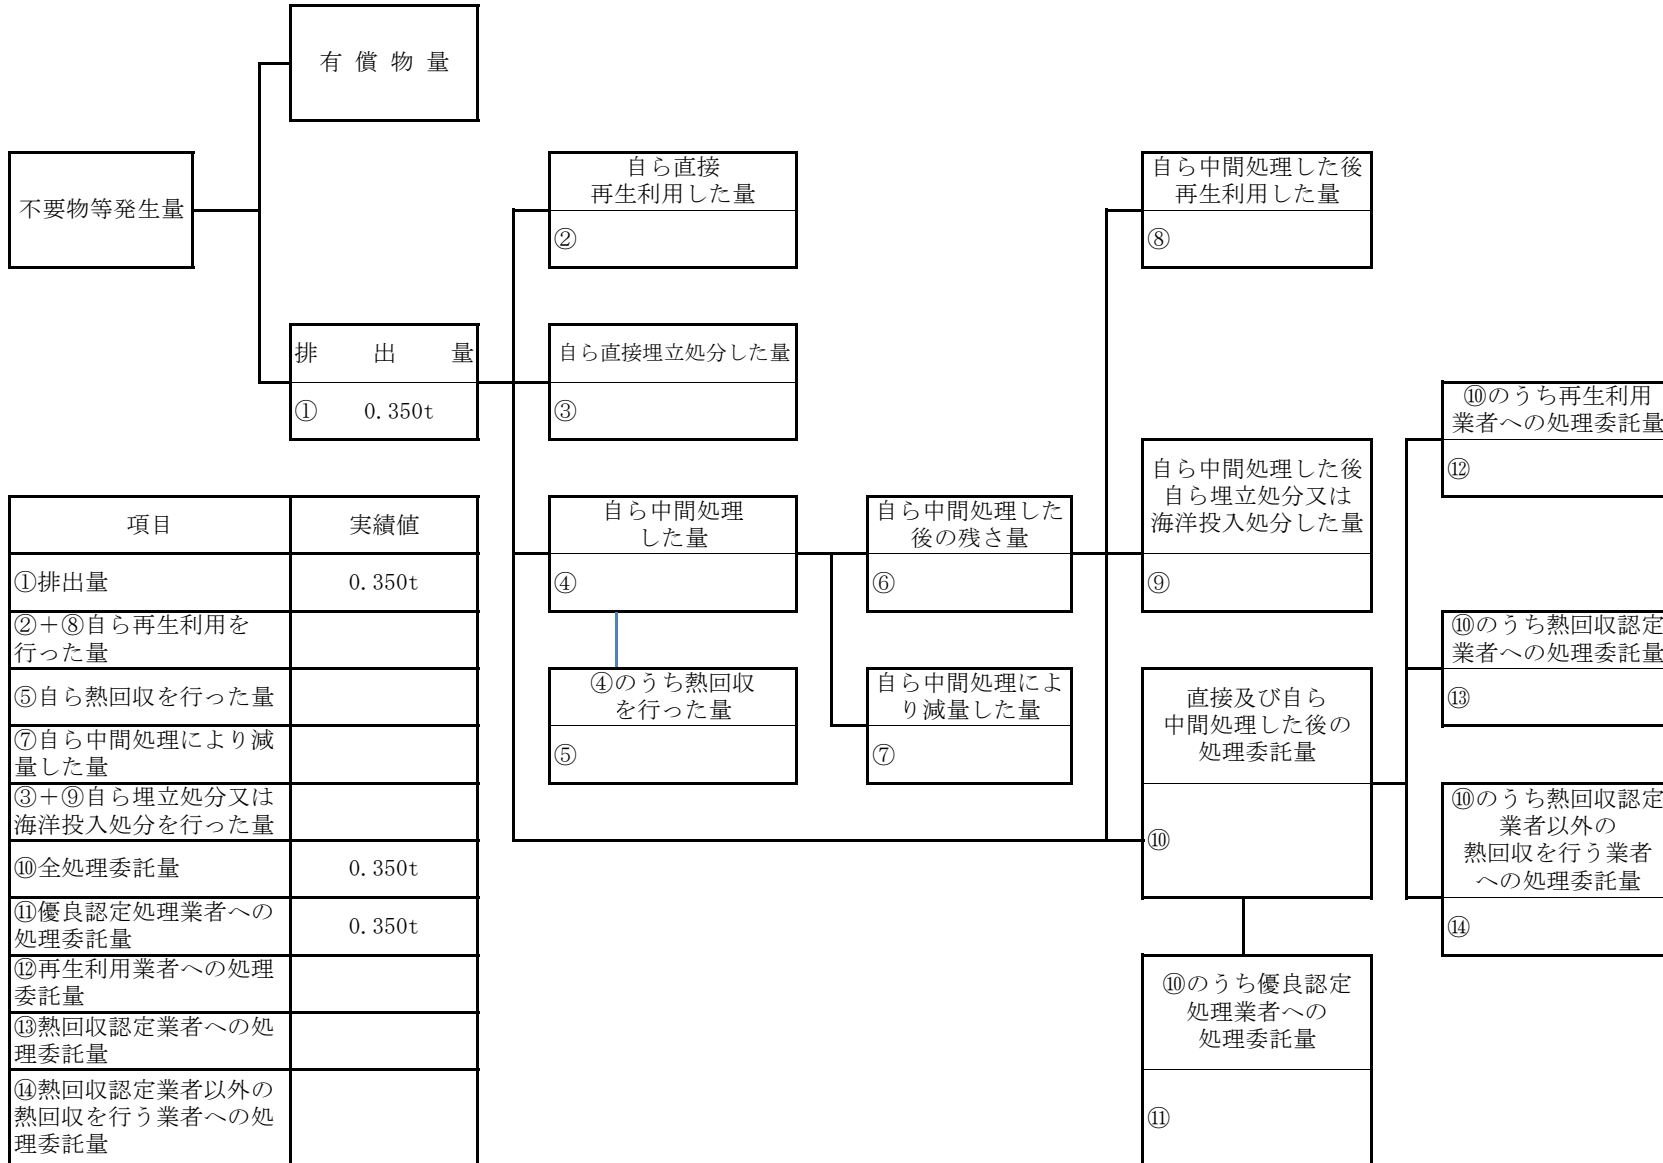 有 償 物 量
不要物等発生量
自ら直接
再生利用した量
②
自ら中間処理した後
再生利用した量
⑧
排 出 量
① 0.350t
自ら直接埋立処分した量
③
⑩のうち再生利用
業者への処理委託量
⑫
自ら中間処理した後
自ら埋立処分又は
海洋投入処分した量
⑨
自ら中間処理
した量
④
自ら中間処理した
後の残さ量
⑥
⑩のうち熱回収認定
業者への処理委託量
⑬
④のうち熱回収
を行った量
⑤
自ら中間処理によ
り減量した量
⑦
直接及び自ら
中間処理した後の
処理委託量
⑩
⑩のうち熱回収認定
業者以外の
熱回収を行う業者
への処理委託量
⑭
⑩のうち優良認定
処理業者への
処理委託量
⑪
項目 実績値
①排出量 0.350t
②＋⑧自ら再生利用を
行った量
⑤自ら熱回収を行った量
⑦自ら中間処理により減
量した量
③＋⑨自ら埋立処分又は
海洋投入処分を行った量
⑩全処理委託量 0.350t
⑪優良認定処理業者への
処理委託量 0.350t
⑫再生利用業者への処理
委託量
⑬熱回収認定業者への処
理委託量
⑭熱回収認定業者以外の
熱回収を行う業者への処
理委託量